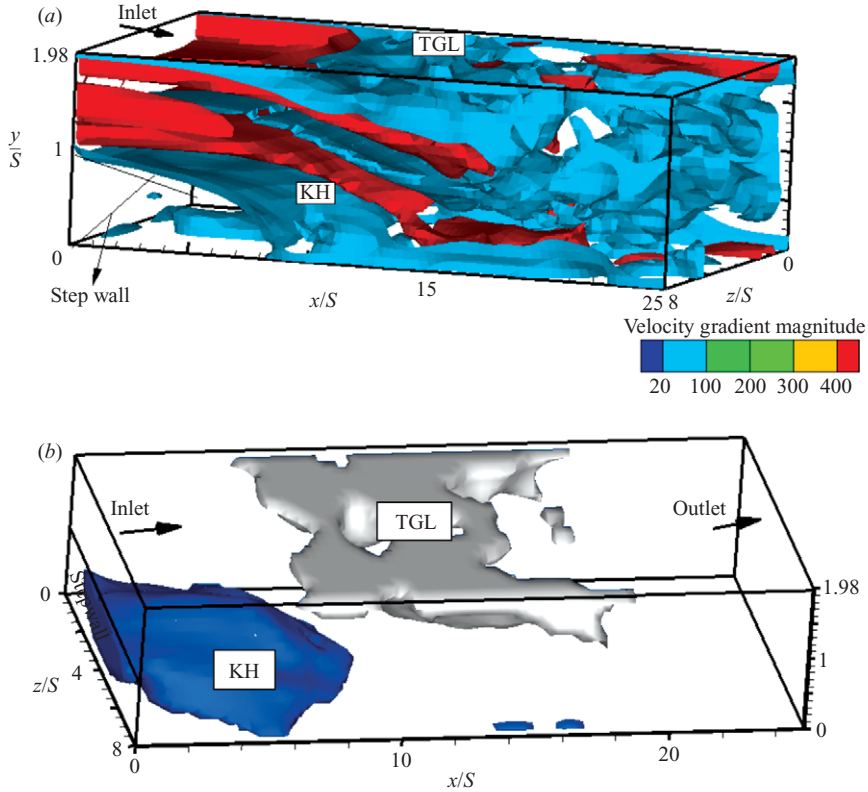 (a)
Inlet
TGL
1.98
y
S
1
KH
0
Step wall
x/S
15
25
8
z/S
0
Velocity gradient magnitude
20 100 200 300 400
(b)
Inlet
TGL
Outlet
0
Stepwall
4
z/S
8
KH
1.98
1
0
0
10
20
x/S